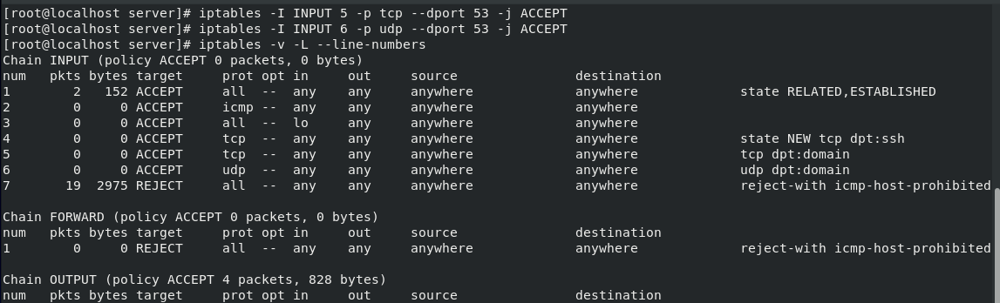 [root@localhost server]# iptables -I INPUT 5 -p tcp --dport 53 -j ACCEPT
[root@localhost server]# iptables -I INPUT 6 -p udp --dport 53 -j ACCEPT
[root@localhost server]# iptables -v -L --line-numbers
Chain INPUT (policy ACCEPT 0 packets, 0 bytes)
num   pkts bytes target     prot opt in     out     source               destination
1        2   152 ACCEPT     all  --  any    any     anywhere             anywhere             state RELATED,ESTABLISHED
2        0     0 ACCEPT     icmp --  any    any     anywhere             anywhere
3        0     0 ACCEPT     all  --  lo     any     anywhere             anywhere
4        0     0 ACCEPT     tcp  --  any    any     anywhere             anywhere             state NEW tcp dpt:ssh
5        0     0 ACCEPT     tcp  --  any    any     anywhere             anywhere             tcp dpt:domain
6        0     0 ACCEPT     udp  --  any    any     anywhere             anywhere             udp dpt:domain
7       19  2975 REJECT     all  --  any    any     anywhere             anywhere             reject-with icmp-host-prohibited
Chain FORWARD (policy ACCEPT 0 packets, 0 bytes)
num   pkts bytes target     prot opt in     out     source               destination
1        0     0 REJECT     all  --  any    any     anywhere             anywhere             reject-with icmp-host-prohibited
Chain OUTPUT (policy ACCEPT 4 packets, 828 bytes)
num   pkts bytes target     prot opt in     out     source               destination